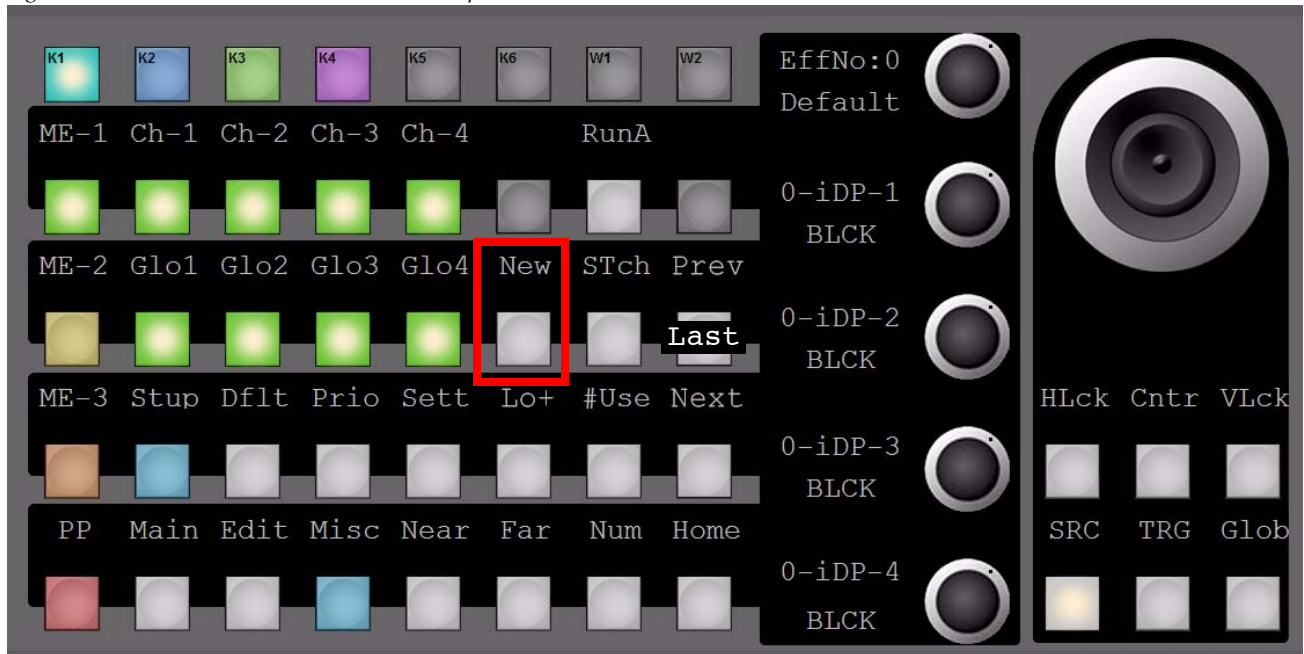 K1 K2 K3 K4 K5 K6 W1 W2
EffNo:0
Default
ME-1 Ch-1 Ch-2 Ch-3 Ch-4 RunA
0-iDP-1
BLCK
ME-2 Glo1 Glo2 Glo3 Glo4 New STch Prev
0-iDP-2
Last
BLCK
ME-3 Stup Dflt Prio Sett Lo+ #Use Next
HLck Cntr VLck
0-iDP-3
BLCK
PP Main Edit Misc Near Far Num Home
SRC TRG Glob
0-iDP-4
BLCK